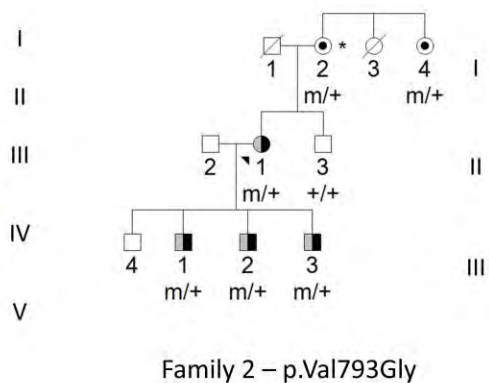 I
1 2 * 3 4 I
m/+ m/+
II
III 2 1 3 II
m/+ +/+
IV
4 1 2 3 III
m/+ m/+ m/+
V
Family 2 – p.Val793Gly